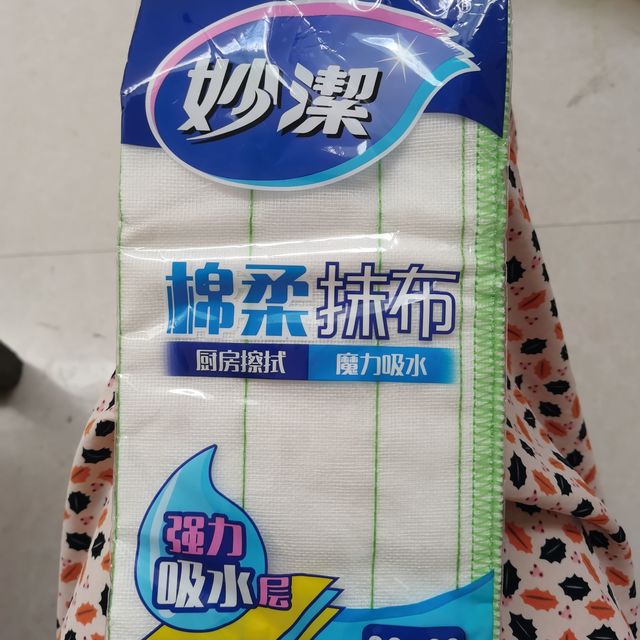 ®
妙潔
棉柔抹布
厨房擦拭 魔力吸水
强力
吸水层